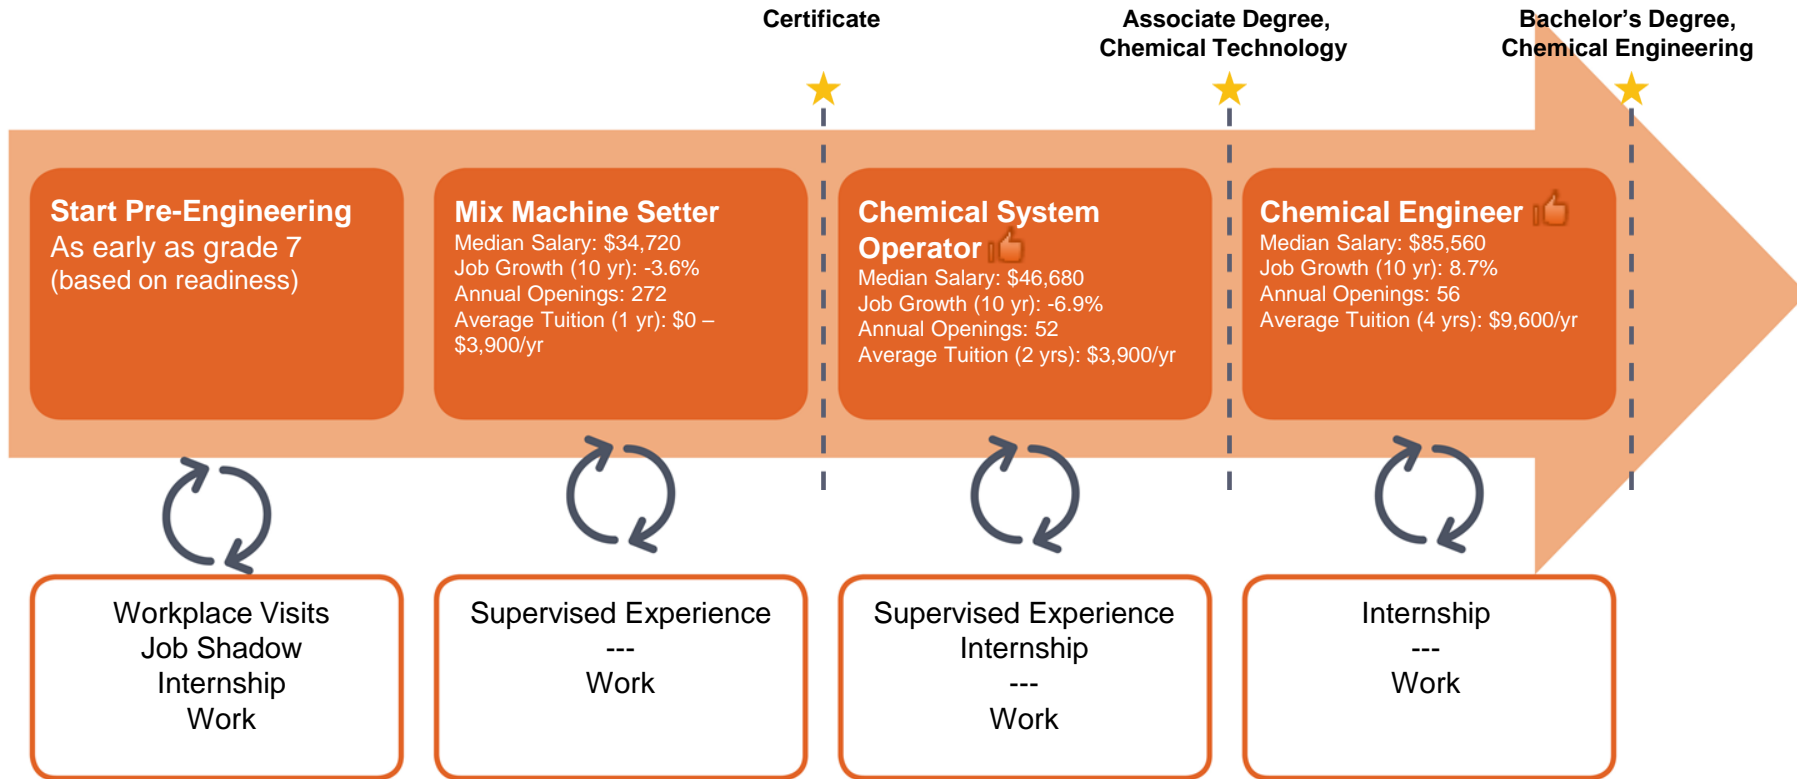 Certificate
Associate Degree,
Chemical Technology
Bachelor’s Degree,
Chemical Engineering
Start Pre-Engineering
As early as grade 7
(based on readiness)
Mix Machine Setter
Median Salary: $34,720
Job Growth (10 yr): -3.6%
Annual Openings: 272
Average Tuition (1 yr): $0 –
$3,900/yr
Chemical System
Operator
Median Salary: $46,680
Job Growth (10 yr): -6.9%
Annual Openings: 52
Average Tuition (2 yrs): $3,900/yr
Chemical Engineer
Median Salary: $85,560
Job Growth (10 yr): 8.7%
Annual Openings: 56
Average Tuition (4 yrs): $9,600/yr
Workplace Visits
Job Shadow
Internship
Work
Supervised Experience
---
Work
Supervised Experience
Internship
---
Work
Internship
---
Work